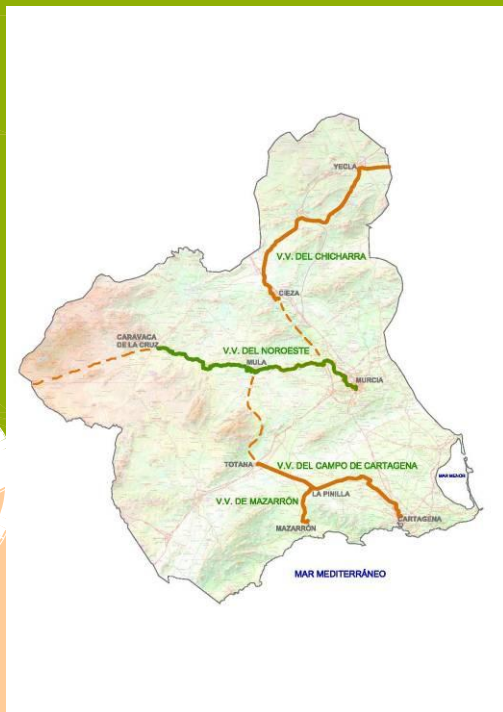 YECLA
V.V. DEL CHICHARRA
CIEZA
CARAVACA
DE LA CRUZ
V.V. DEL NOROESTE
MULA
MURCIA
TOTANA
V.V. DEL CAMPO DE CARTAGENA
MAR MENOR
LA PINILLA
V.V. DE MAZARRÓN
CARTAGENA
MAZARRÓN
MAR MEDITERRÁNEO